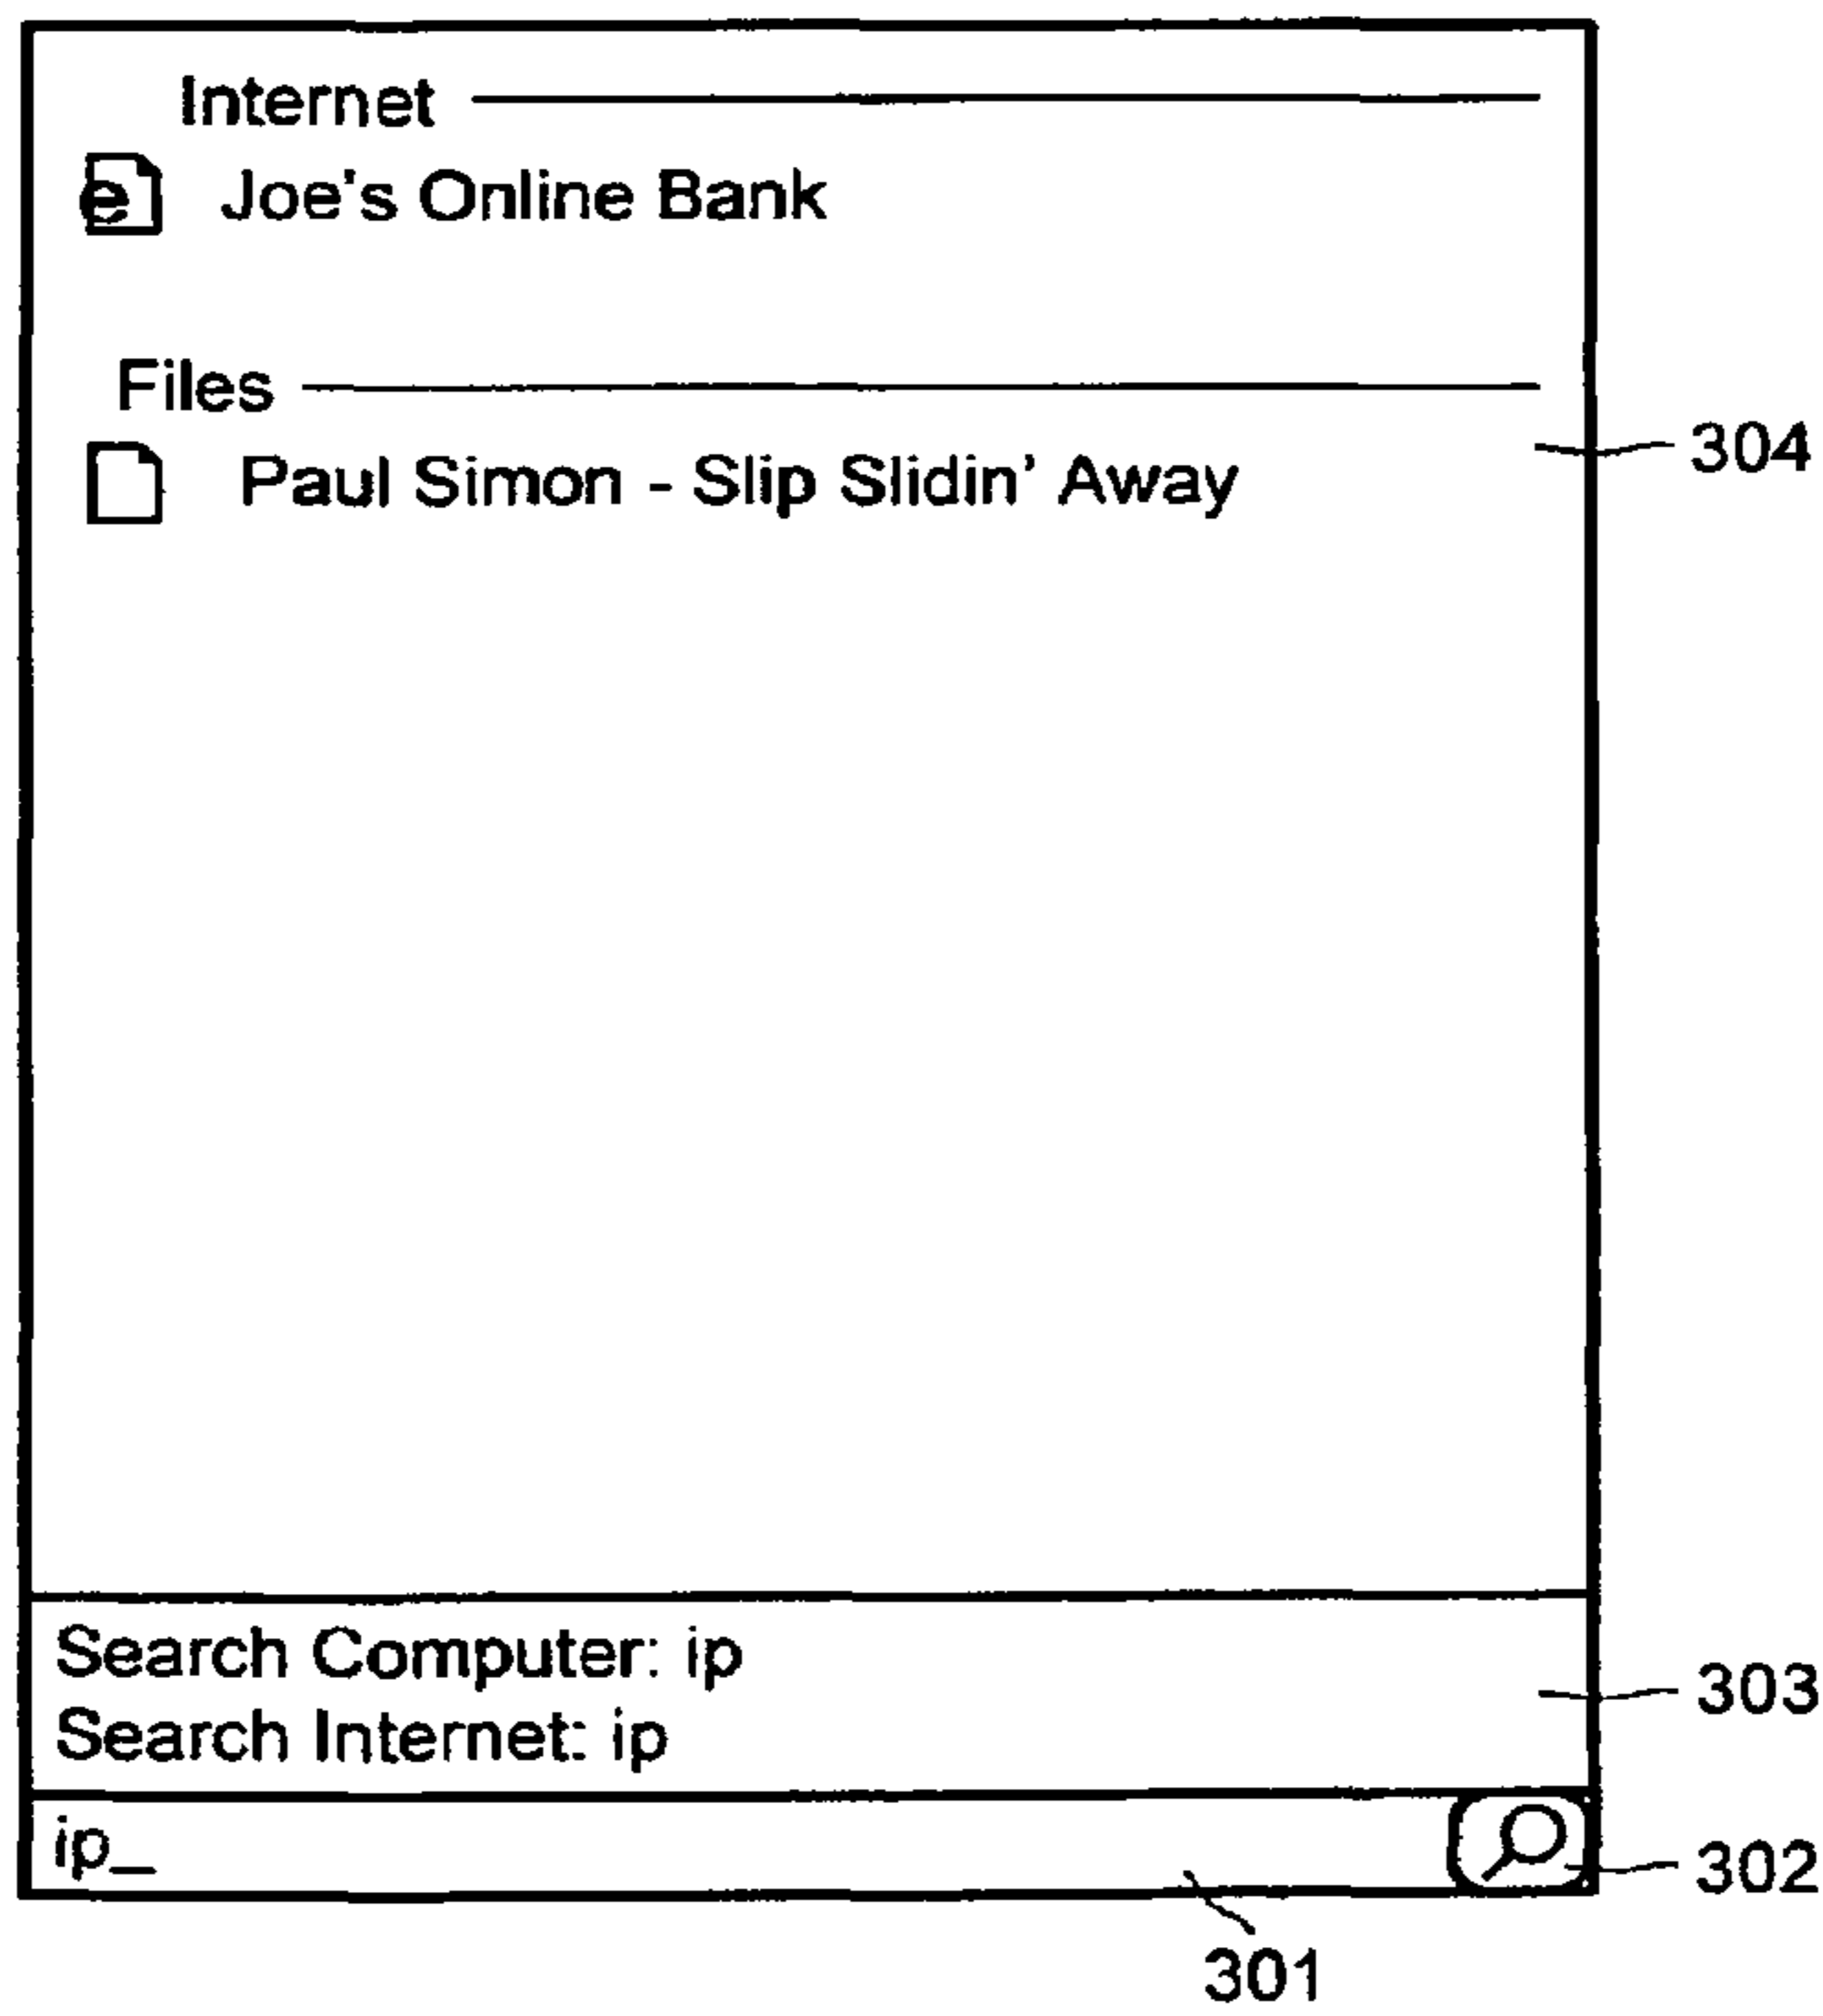 Internet
e Joe's Online Bank
Files
Paul Simon - Slip Slidin' Away
304
Search Computer: ip
Search Internet: ip
303
ip_
302
301